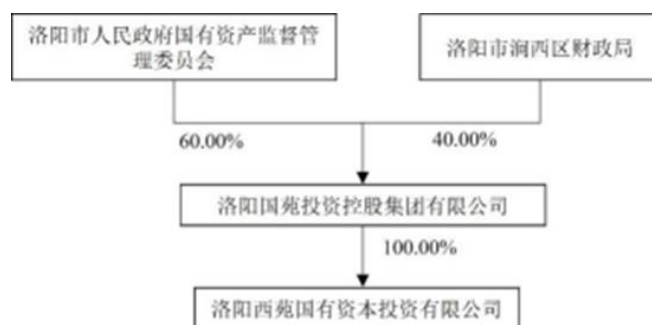 洛阳市人民政府国有资产监督管
理委员会
洛阳市涧西区财政局
60.00%
40.00%
洛阳国苑投资控股集团有限公司
100.00%
洛阳西苑国有资本投资有限公司